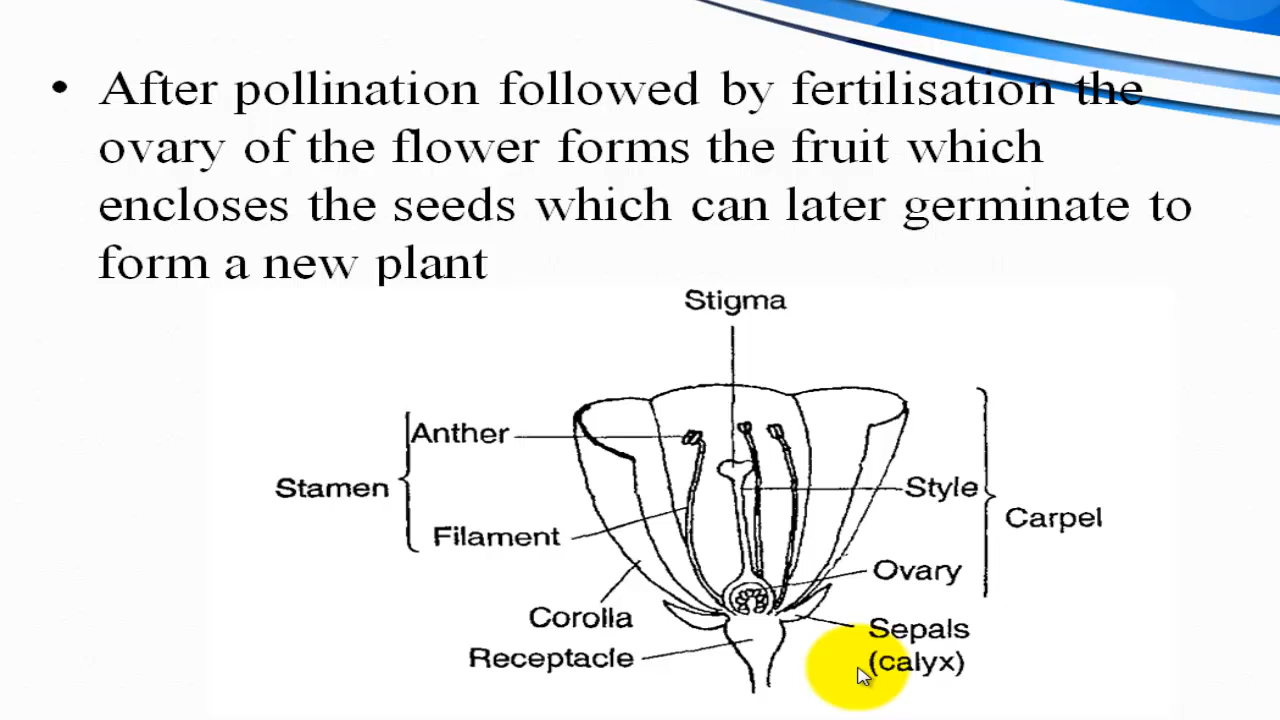 • After pollination followed by fertilisation the
ovary of the flower forms the fruit which
encloses the seeds which can later germinate to
form a new plant
Stigma
Anther
Stamen
Style
Carpel
Filament
Ovary
Corolla
Sepals
(calyx)
Receptacle